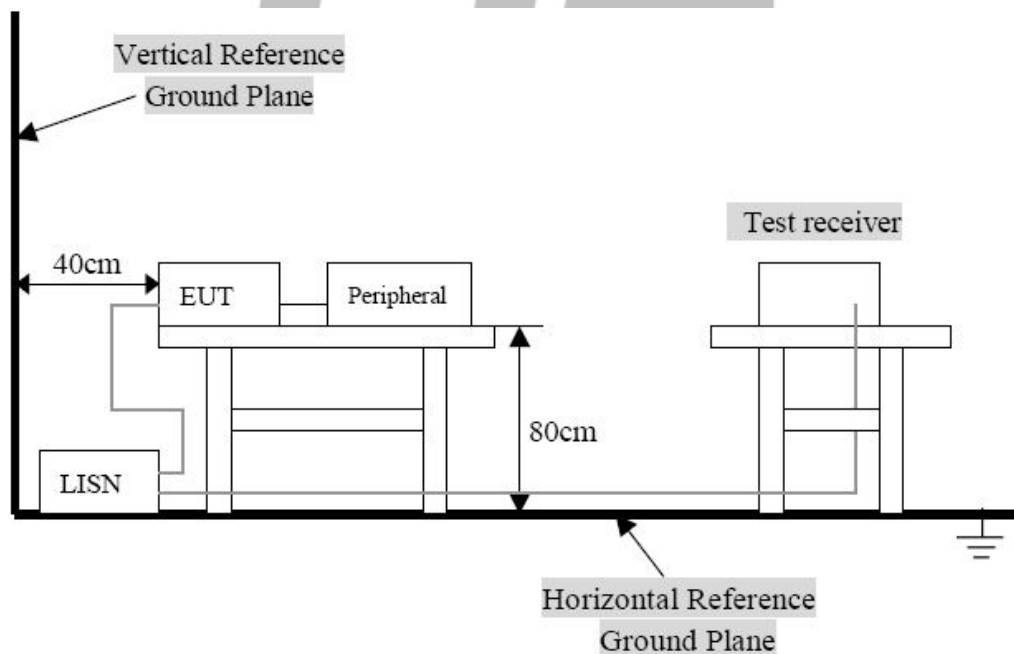 Vertical Reference
Ground Plane
Test receiver
40cm
EUT
Peripheral
80cm
LISN
Horizontal Reference
Ground Plane